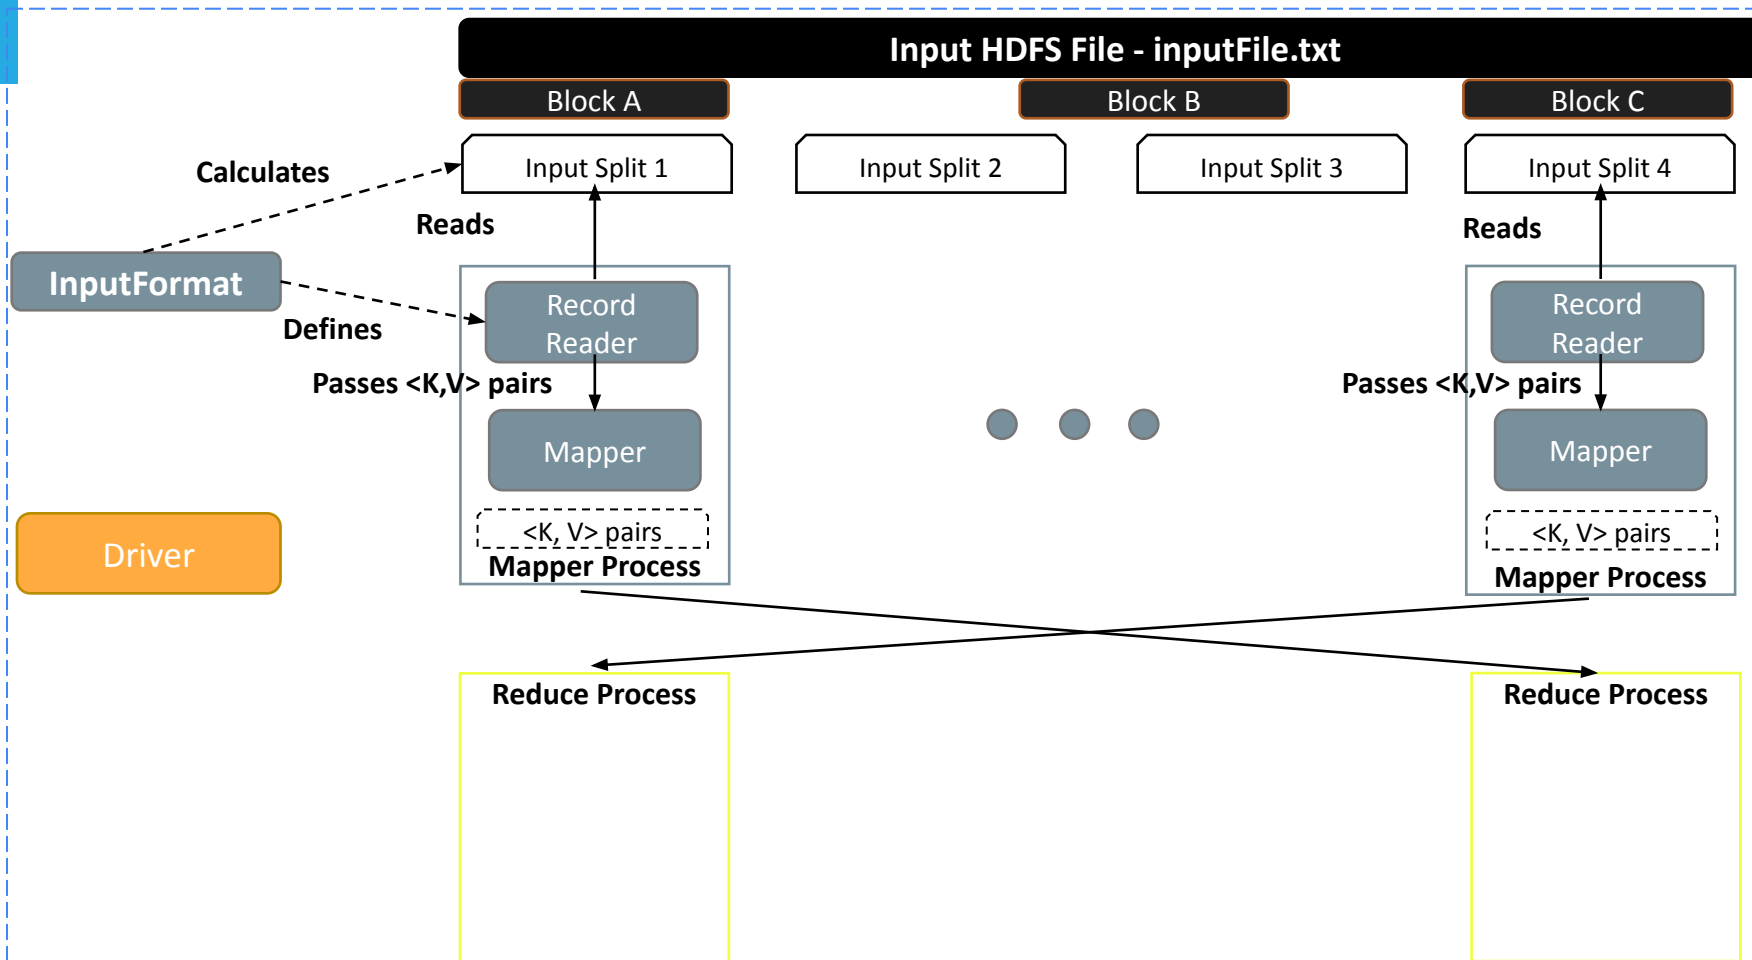 Input HDFS File - inputFile.txt
Block A
Block B
Block C
Input Split 1
Input Split 2
Input Split 3
Input Split 4
Calculates
Reads
Reads
InputFormat
Defines
Record
Reader
Record
Reader
Passes <K,V> pairs
Passes <K,V> pairs
Mapper
Mapper
<K, V> pairs
<K, V> pairs
Driver
Mapper Process
Mapper Process
Reduce Process
Reduce Process